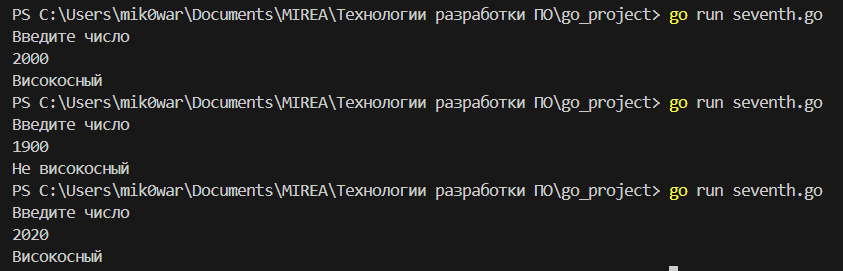 PS C:\Users\mik0war\Documents\MIREA\Технологии разработки ПО\go_project> go run seventh.go
Введите число
2000
Високосный
PS C:\Users\mik0war\Documents\MIREA\Технологии разработки ПО\go_project> go run seventh.go
Введите число
1900
Не високосный
PS C:\Users\mik0war\Documents\MIREA\Технологии разработки ПО\go_project> go run seventh.go
Введите число
2020
Високосный